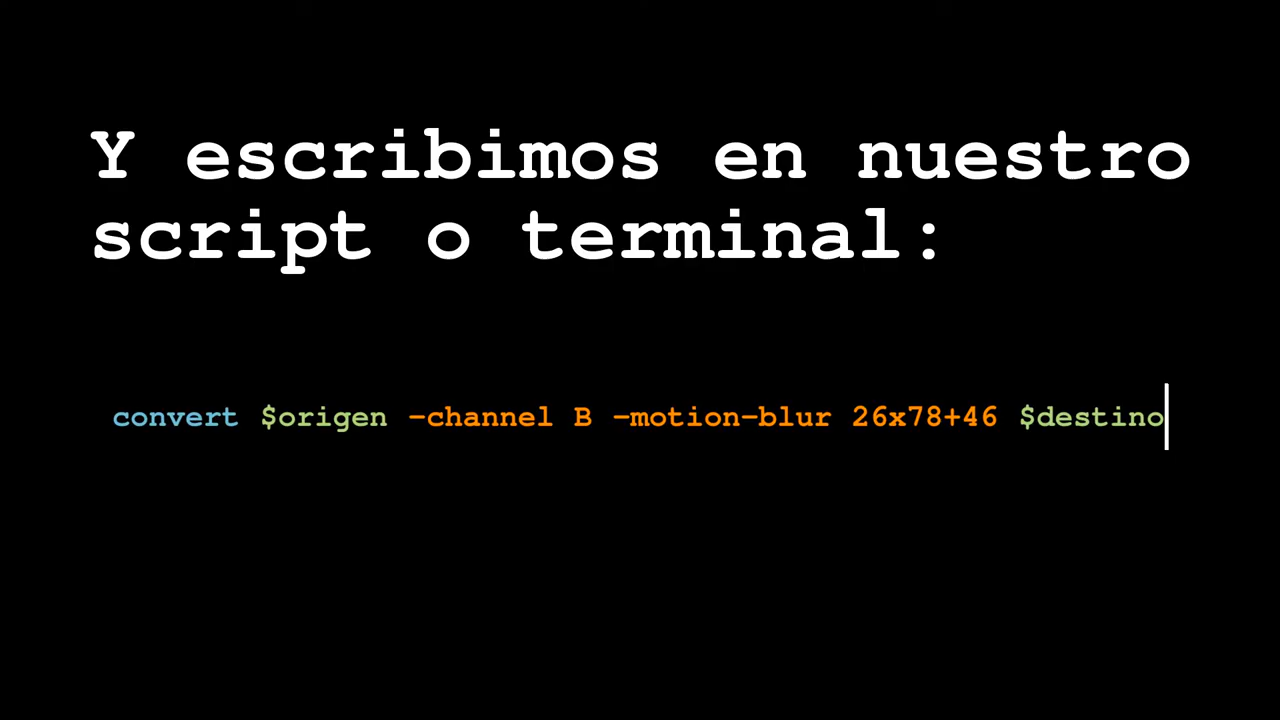 Y escribimos en nuestro
script o terminal:
convert $origen -channel B -motion-blur 26x78+46 $destino